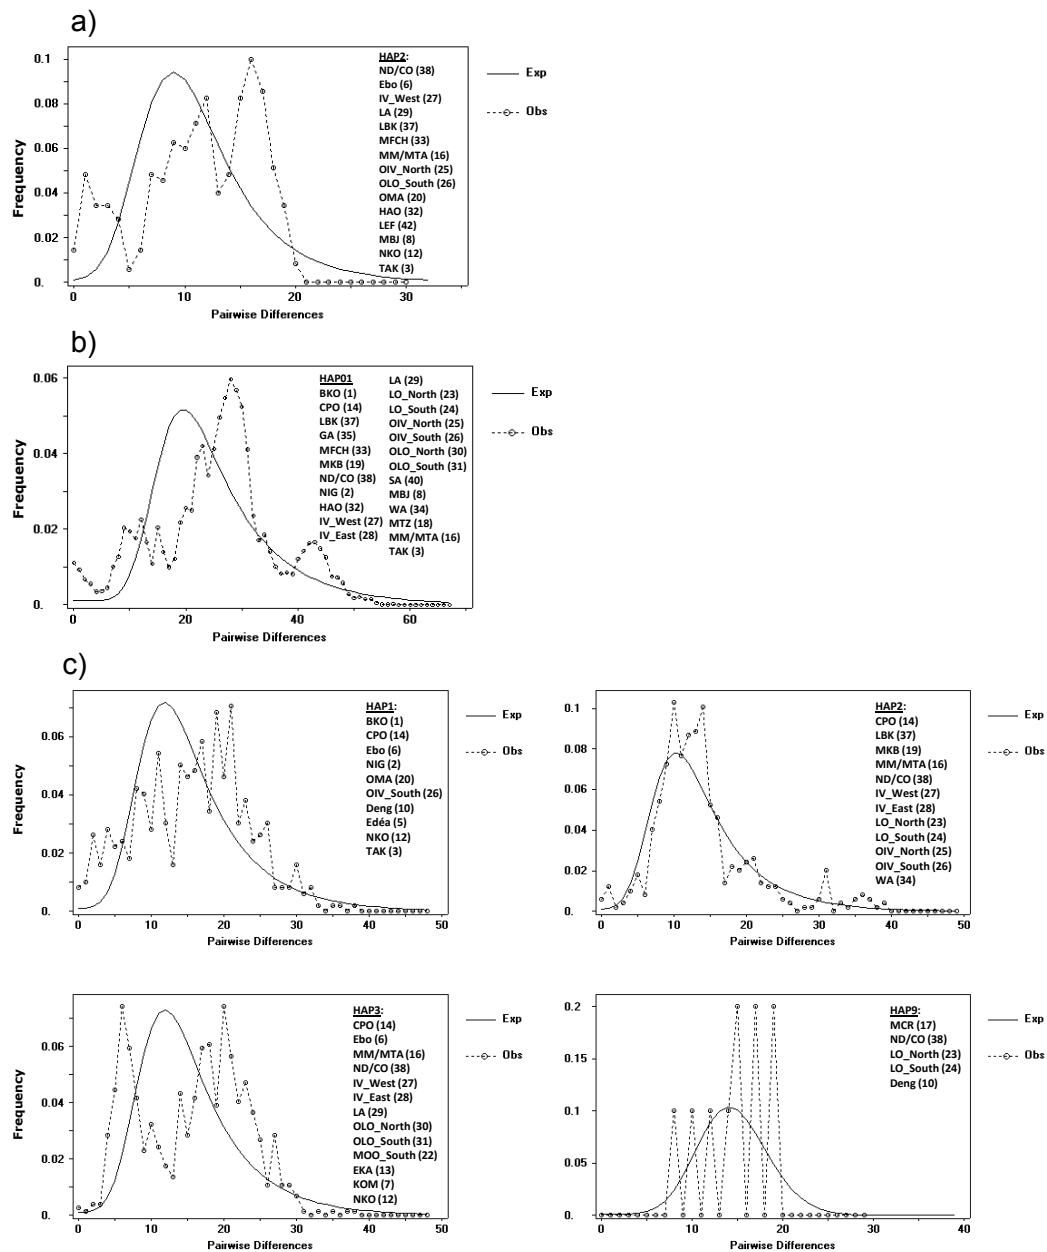 a)
HAP2:
ND/CO (38)
Ebo (6)
IV_West (27)
LA (29)
LBK (37)
MFCH (33)
MM/MTA (16)
OIV_North (25)
OLO_South (26)
OMA (20)
HAO (32)
LEF (42)
MBJ (8)
NKO (12)
TAK (3)
Exp
Obs
Frequency
0.1
0.08
0.06
0.04
0.02
0.
0 10 20 30
Pairwise Differences
b)
HAP01
BKO (1)
CPO (14)
LBK (37)
GA (35)
MFCH (33)
MKB (19)
ND/CO (38)
NIG (2)
HAO (32)
IV_West (27)
IV_East (28)
LA (29)
LO_North (23)
LO_South (24)
OIV_North (25)
OIV_South (26)
OLO_North (30)
OLO_South (31)
SA (40)
MBJ (8)
WA (34)
MTZ (18)
MM/MTA (16)
TAK (3)
Exp
Obs
Frequency
0.06
0.04
0.02
0.
0 20 40 60
Pairwise Differences
c)
HAP1:
BKO (1)
CPO (14)
Ebo (6)
NIG (2)
OMA (20)
OIV_South (26)
Deng (10)
Edéa (5)
NKO (12)
TAK (3)
Exp
Obs
Frequency
0.06
0.04
0.02
0.
0 10 20 30 40 50
Pairwise Differences
HAP2:
CPO (14)
LBK (37)
MKB (19)
MM/MTA (16)
ND/CO (38)
IV_West (27)
IV_East (28)
LO_North (23)
LO_South (24)
OIV_North (25)
OIV_South (26)
WA (34)
Exp
Obs
0.1
0.08
0.06
0.04
0.02
0.
0 10 20 30 40 50
Pairwise Differences
HAP3:
CPO (14)
Ebo (6)
MM/MTA (16)
ND/CO (38)
IV_West (27)
IV_East (28)
LA (29)
OLO_North (30)
OLO_South (31)
MOO_South (22)
EKA (13)
KOM (7)
NKO (12)
Exp
Obs
Frequency
0.06
0.04
0.02
0.
0 10 20 30 40 50
Pairwise Differences
HAP9:
MCR (17)
ND/CO (38)
LO_North (23)
LO_South (24)
Deng (10)
Exp
Obs
0.2
0.15
0.1
0.05
0.
0 10 20 30 40
Pairwise Differences